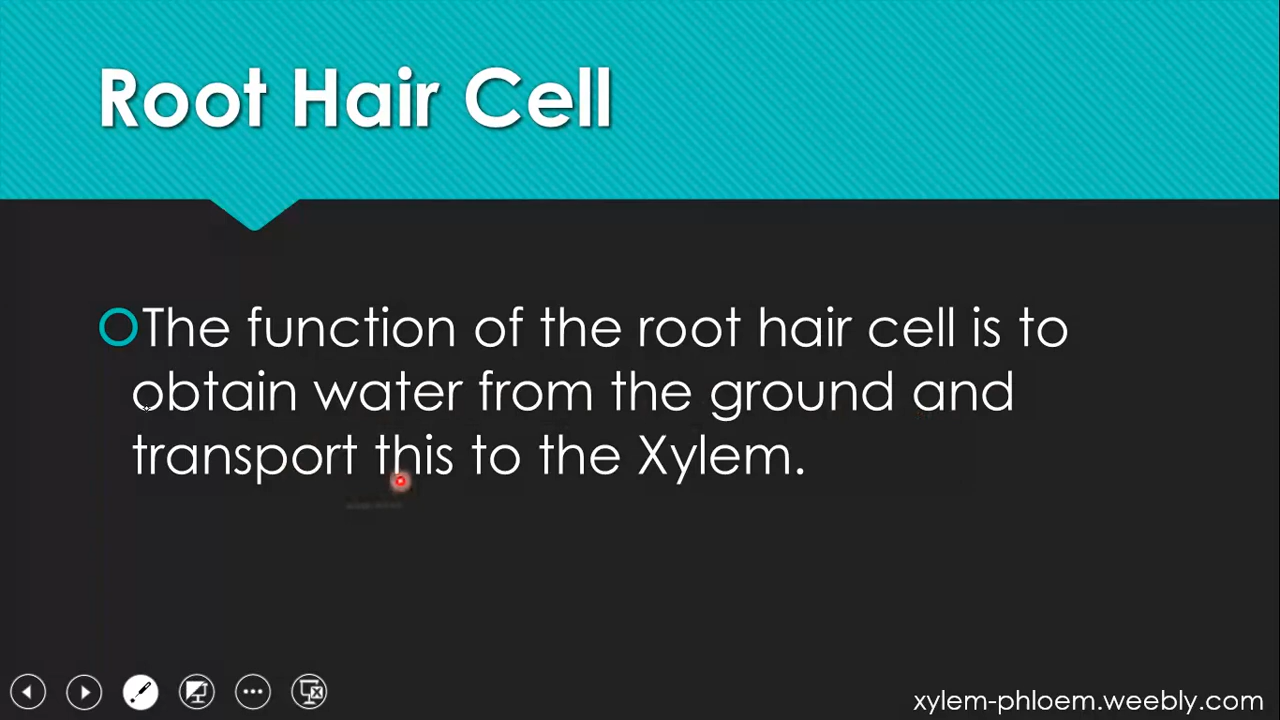 Root Hair Cell
The function of the root hair cell is to
obtain water from the ground and
transport this to the Xylem.
xylem-phloem.weebly.com